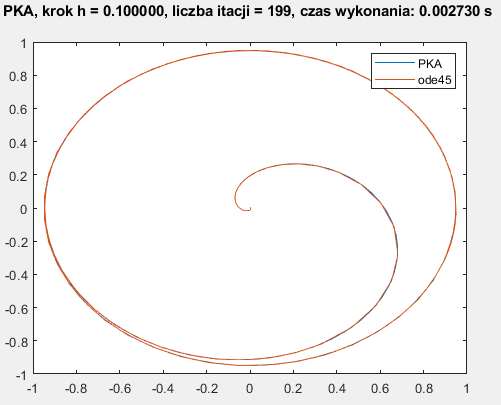 PKA, krok h = 0.100000, liczba itacji = 199, czas wykonania: 0.002730 s
1
0.8
0.6
0.4
0.2
0
-0.2
-0.4
-0.6
-0.8
-1
PKA
ode45
-1 -0.8 -0.6 -0.4 -0.2 0 0.2 0.4 0.6 0.8 1